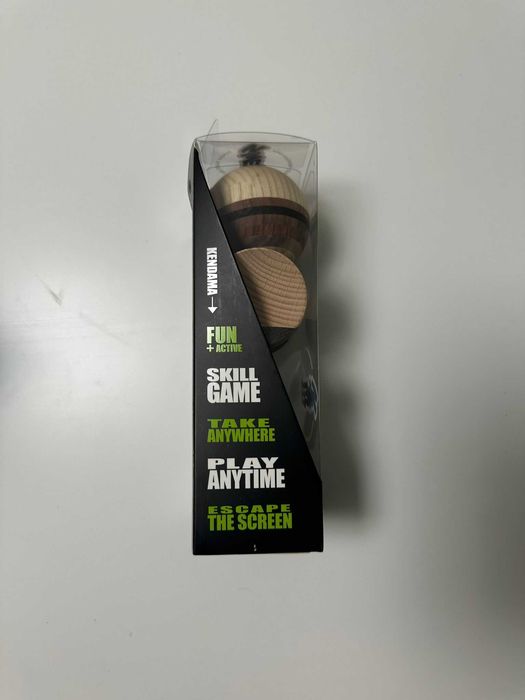 KENDAMA
FUN
+ ACTIVE
SKILL
GAME
TAKE
ANYWHERE
PLAY
ANYTIME
ESCAPE
THE SCREEN